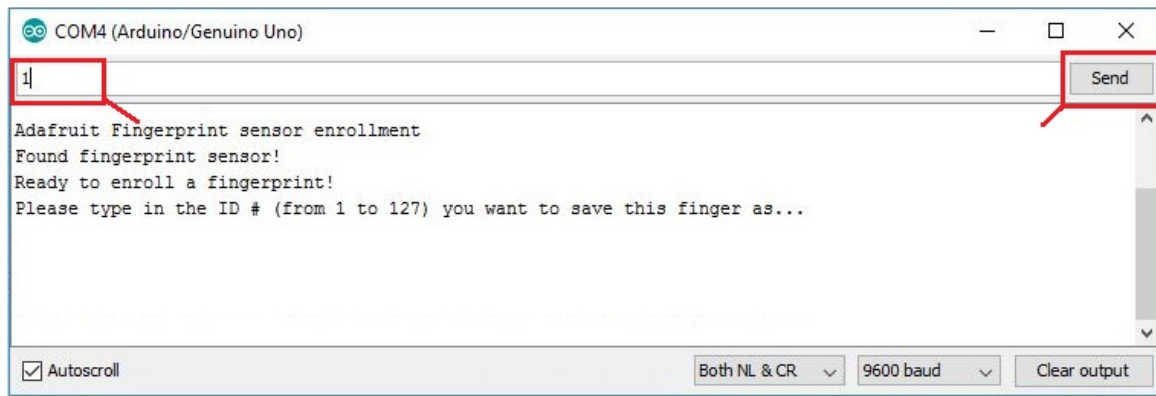 COM4 (Arduino/Genuino Uno)
1
Send
Adafruit Fingerprint sensor enrollment
Found fingerprint sensor!
Ready to enroll a fingerprint!
Please type in the ID # (from 1 to 127) you want to save this finger as...
Autoscroll
Both NL & CR
9600 baud
Clear output